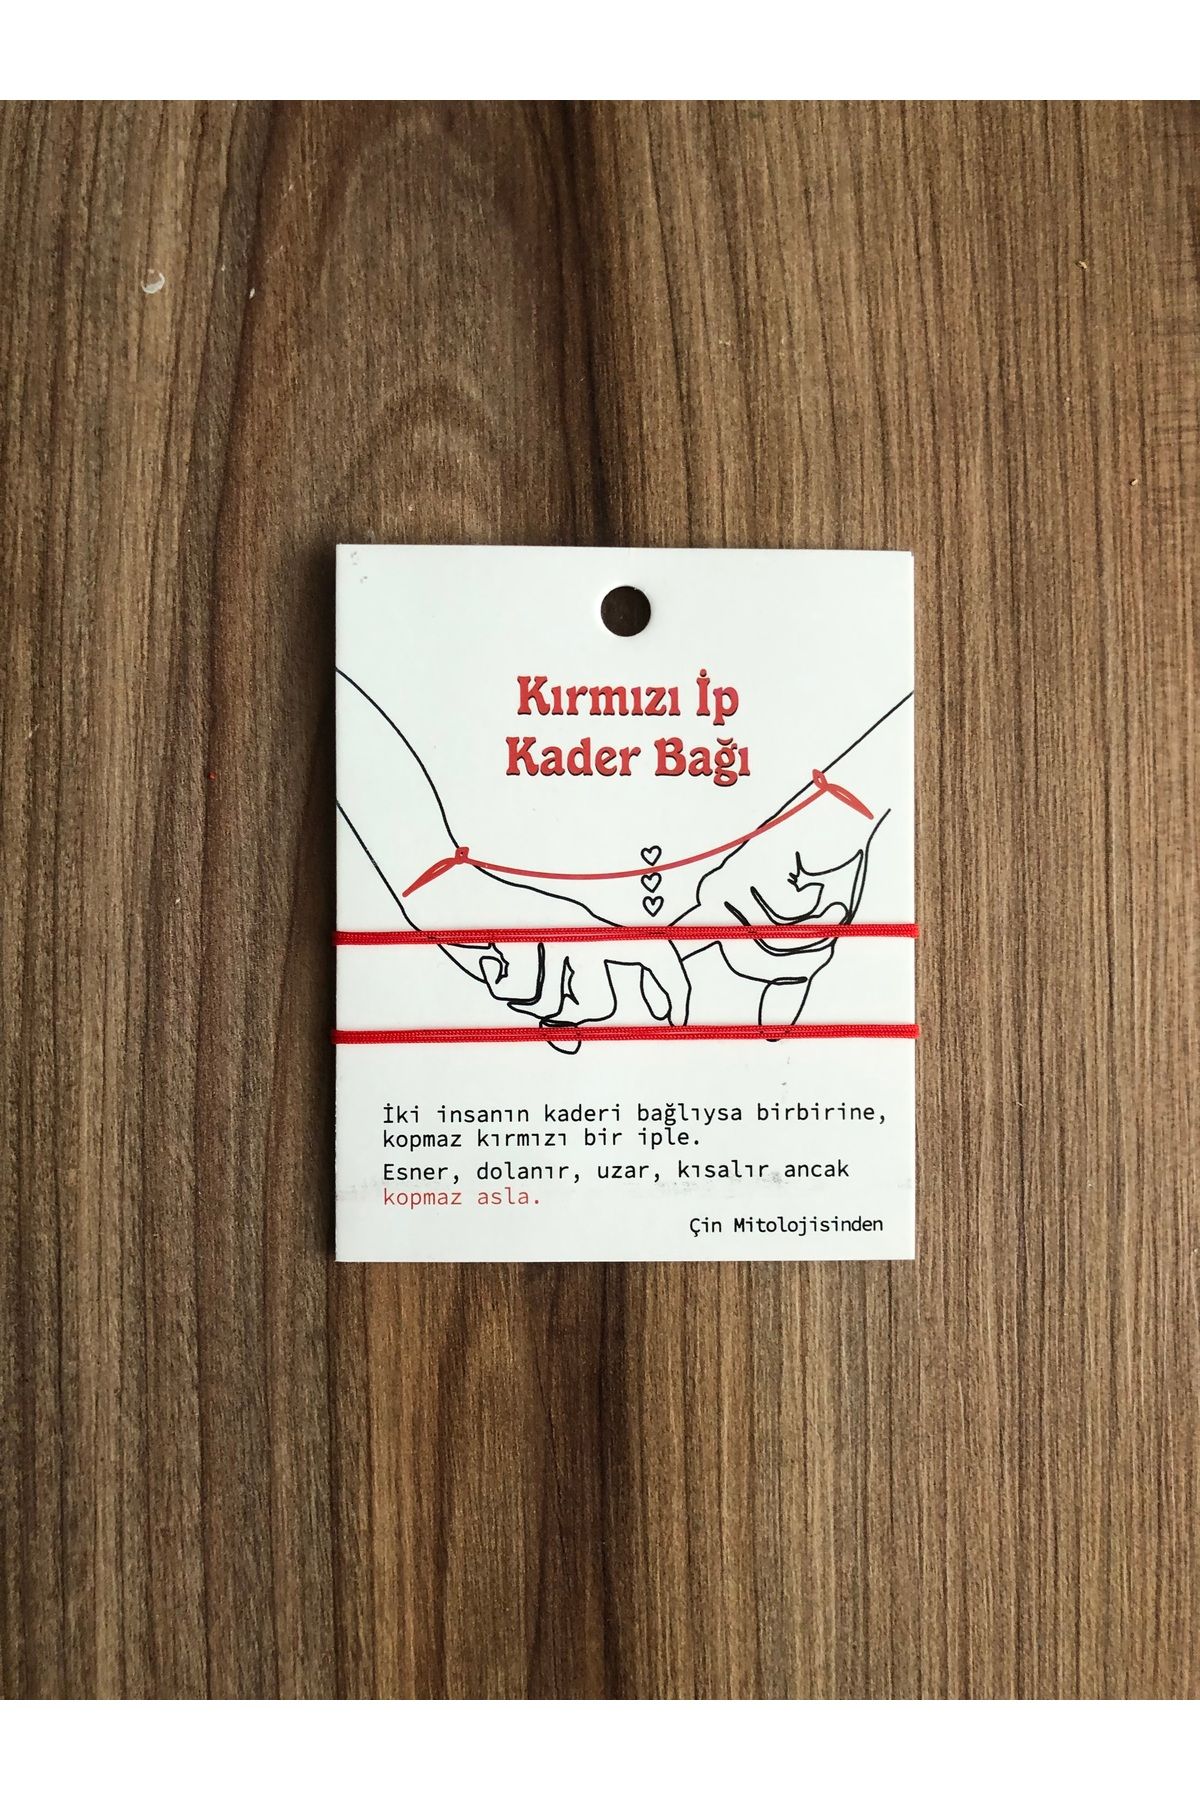 Kırmızı İp
Kader Bağı
İki insanın kaderi bağlıysa birbirine,
kopmaz kırmızı bir iple.
Esner, dolanır, uzar, kısalır ancak
kopmaz asla.
Çin Mitolojisinden